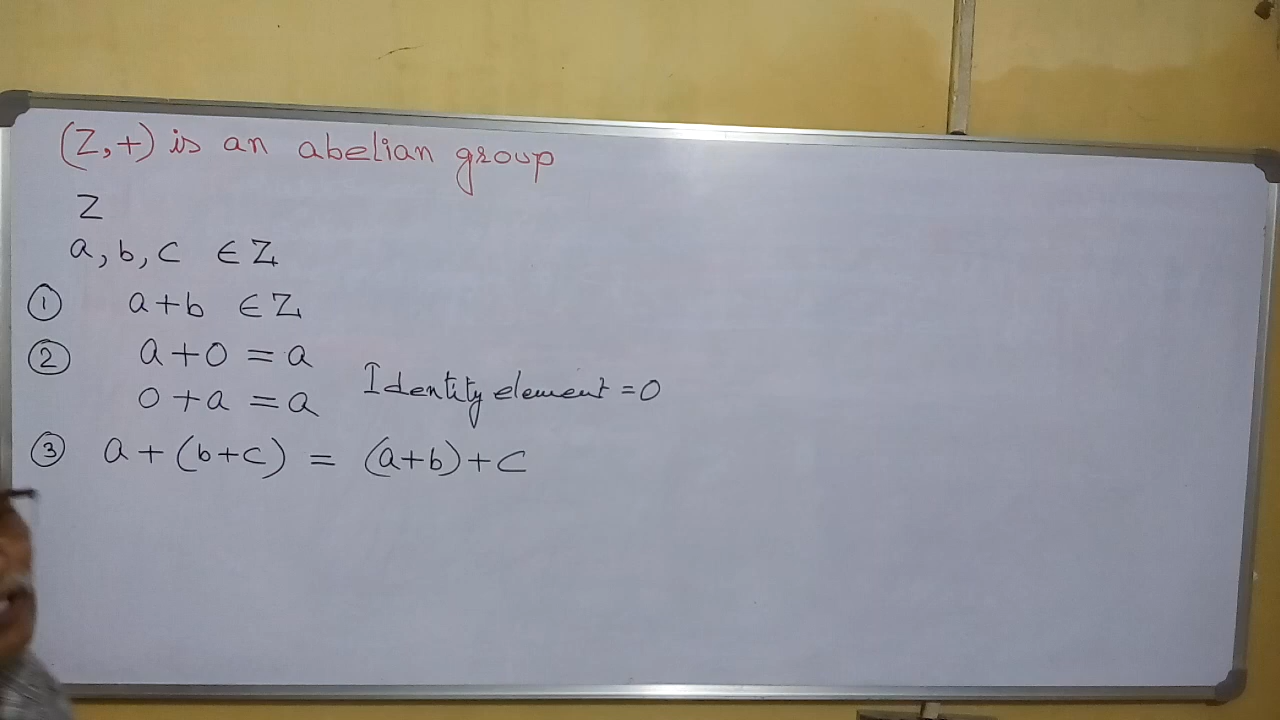 (Z,+) is an abelian group
Z
a, b, c ∈ Z
① a+b ∈ Z
② a+0 = a
0+a = a Identity element = 0
③ a+(b+c) = (a+b)+c